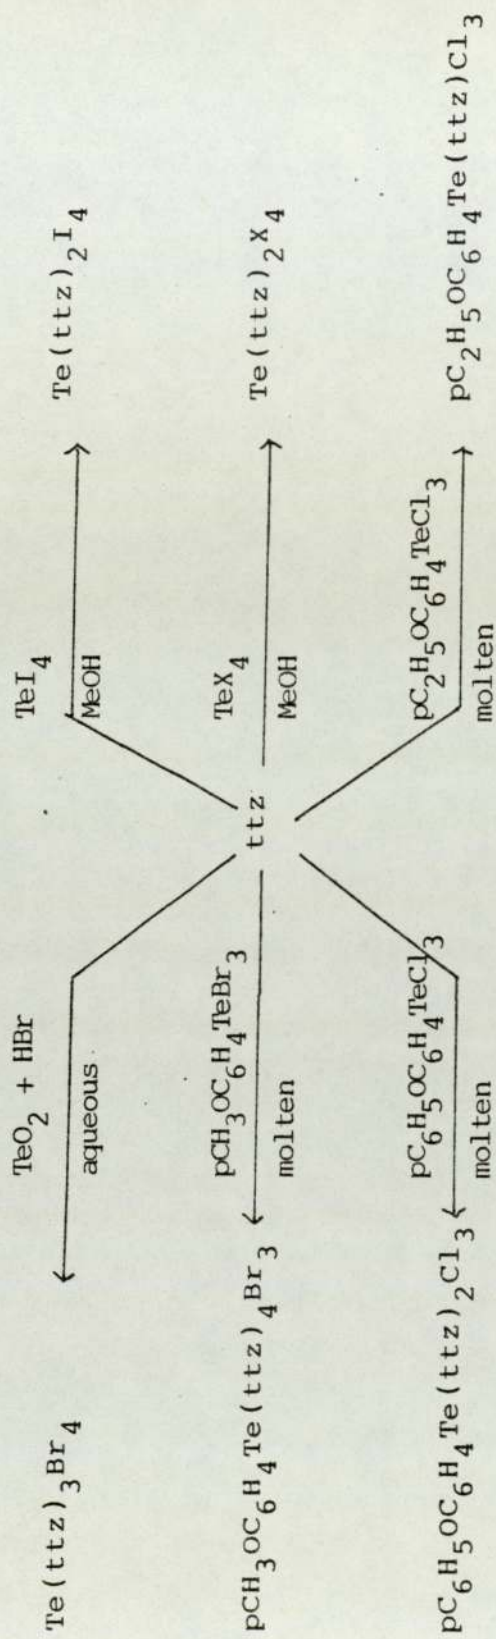 TeO2 + HBr
aqueous
Te(ttz)3Br4
pCH3OC6H4TeBr3
molten
pCH3OC6H4Te(ttz)4Br3
pC6H5OC6H4TeCl3
molten
pC6H5OC6H4Te(ttz)2Cl3
ttz
TeI4
MeOH
Te(ttz)2I4
TeX4
MeOH
Te(ttz)2X4
pC2H5OC6H4TeCl3
molten
pC2H5OC6H4Te(ttz)Cl3